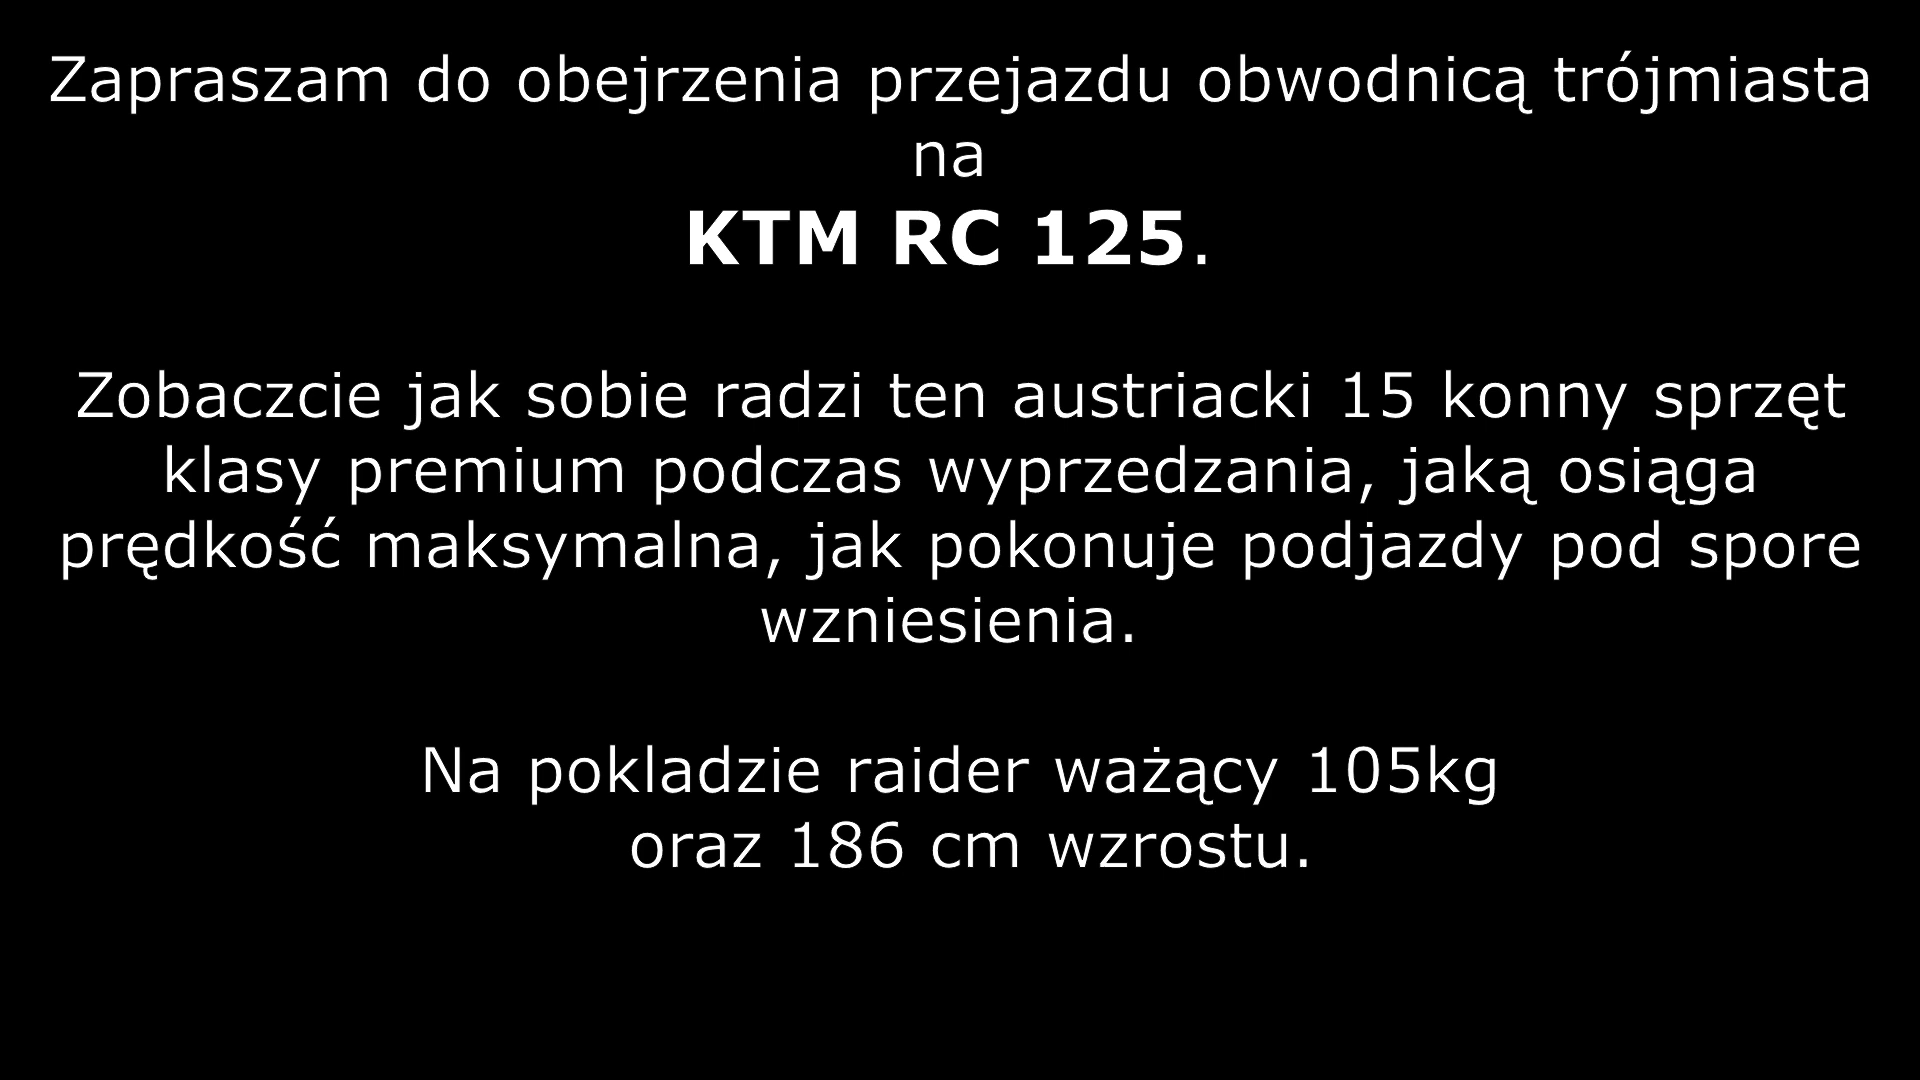 Zapraszam do obejrzenia przejazdu obwodnicą trójmiasta
na
KTM RC 125.
Zobaczcie jak sobie radzi ten austriacki 15 konny sprzęt
klasy premium podczas wyprzedzania, jaką osiąga
prędkość maksymalna, jak pokonuje podjazdy pod spore
wzniesienia.
Na pokladzie raider ważący 105kg
oraz 186 cm wzrostu.